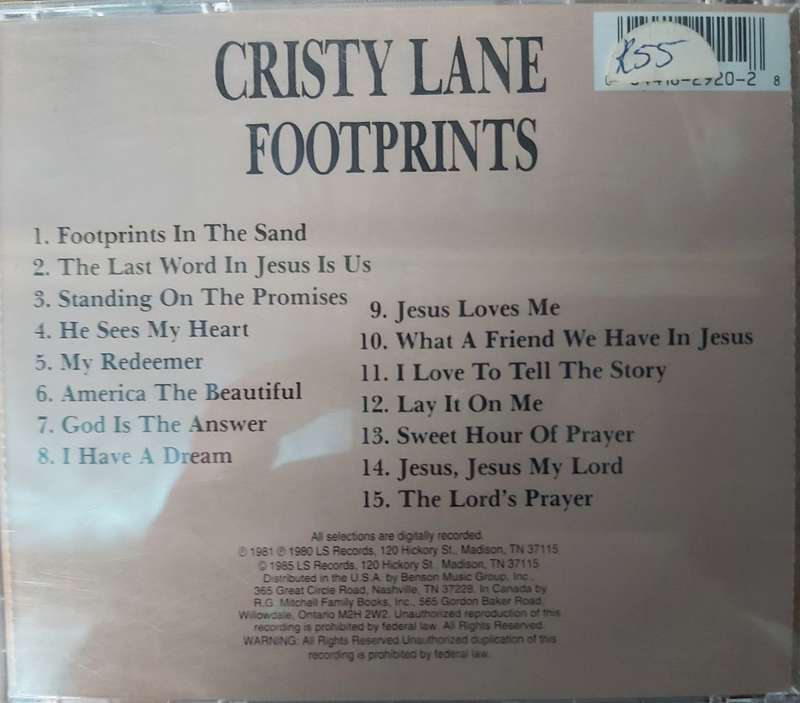 CRISTY LANE
FOOTPRINTS
R55
2920-2 8
1. Footprints In The Sand
2. The Last Word In Jesus Is Us
3. Standing On The Promises
4. He Sees My Heart
5. My Redeemer
6. America The Beautiful
7. God Is The Answer
8. I Have A Dream
9. Jesus Loves Me
10. What A Friend We Have In Jesus
11. I Love To Tell The Story
12. Lay It On Me
13. Sweet Hour Of Prayer
14. Jesus, Jesus My Lord
15. The Lord's Prayer
All selections are digitally recorded.
℗ 1981 ℗ 1980 LS Records, 120 Hickory St., Madison, TN 37115
© 1985 LS Records, 120 Hickory St., Madison, TN 37115
Distributed in the U.S.A. by Benson Music Group, Inc.,
365 Great Circle Road, Nashville, TN 37228. In Canada by
R.G. Mitchell Family Books, Inc., 565 Gordon Baker Road,
Willowdale, Ontario M2H 2W2. Unauthorized reproduction of this
recording is prohibited by federal law. All Rights Reserved.
WARNING: All Rights Reserved.Unauthorized duplication of this
recording is prohibited by federal law.